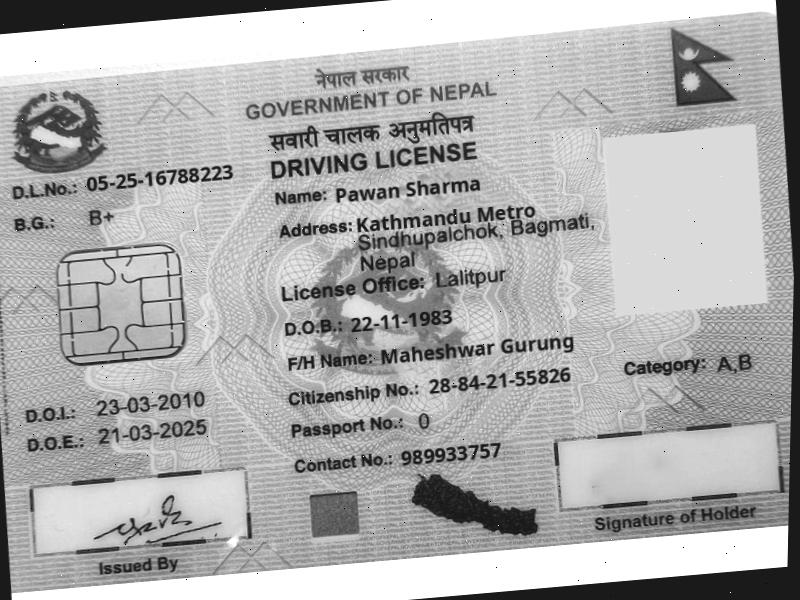 नेपाल सरकार
GOVERNMENT OF NEPAL
सवारी चालक अनुमतिपत्र
DRIVING LICENSE
D.L.No.: 05-25-16788223
B.G.: B+
Name: Pawan Sharma
Address: Kathmandu Metro
Sindhupalchok, Bagmati,
Nepal
License Office: Lalitpur
D.O.B.: 22-11-1983
F/H Name: Maheshwar Gurung
Citizenship No.: 28-84-21-55826
Category: A,B
D.O.I.: 23-03-2010
D.O.E.: 21-03-2025
Passport No.: 0
Contact No.: 989933757
Issued By
Signature of Holder